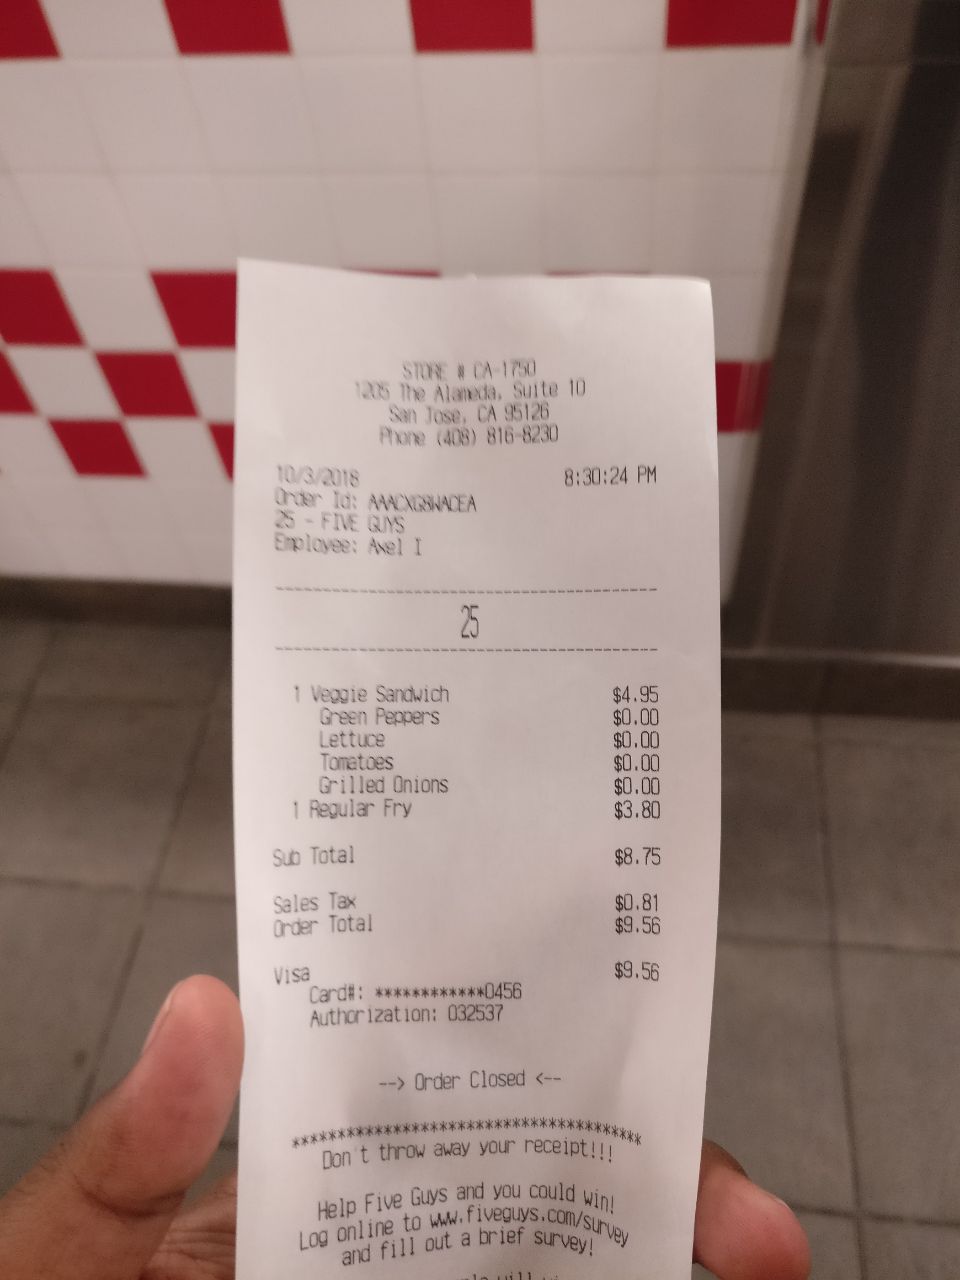 STORE # CA-1750
1205 The Alameda, Suite 10
San Jose, CA 95126
Phone (408) 816-8230
10/3/2018 8:30:24 PM
Order Id: AAACXG8WACEA
25 - FIVE GUYS
Employee: Axel I
25
1 Veggie Sandwich $4.95
Green Peppers $0.00
Lettuce $0.00
Tomatoes $0.00
Grilled Onions $0.00
1 Regular Fry $3.80
Sub Total $8.75
Sales Tax $0.81
Order Total $9.56
Visa $9.56
Card#: ************0456
Authorization: 032537
--> Order Closed <--
****************************************
Don't throw away your receipt!!!
Help Five Guys and you could win!
Log online to www.fiveguys.com/survey
and fill out a brief survey!